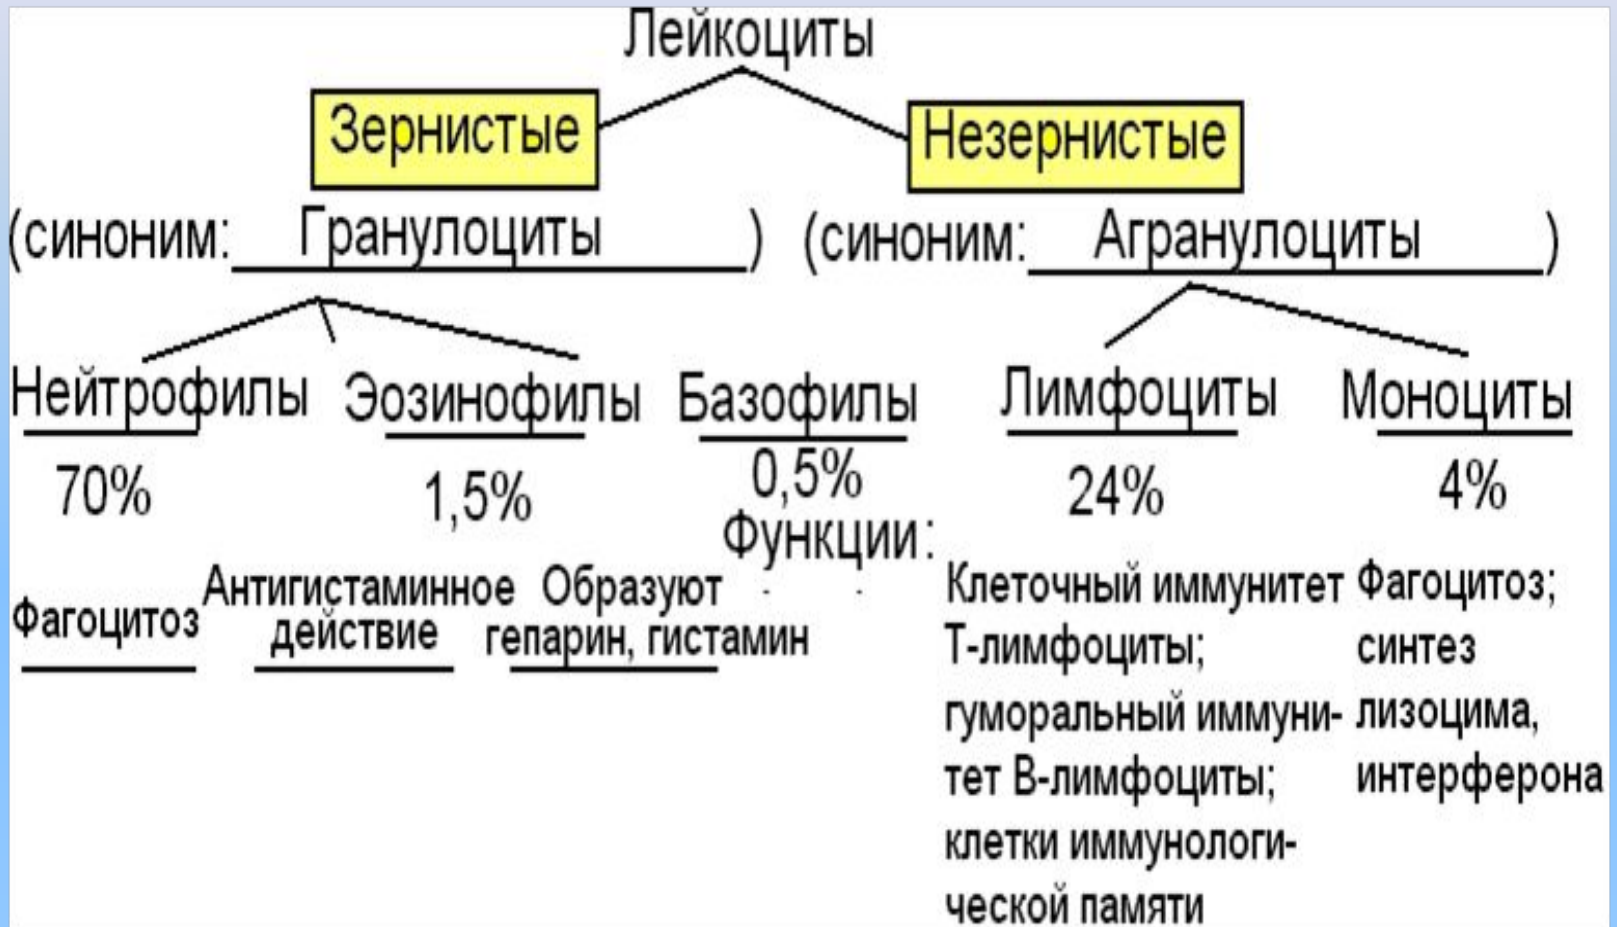 Лейкоциты
Зернистые
Незернистые
(синоним: Гранулоциты )
(синоним: Агранулоциты )
Нейтрофилы
Эозинофилы
Базофилы
Лимфоциты
Моноциты
70%
1,5%
0,5%
24%
4%
Функции:
Фагоцитоз
Антигистаминное
действие
Образуют
гепарин, гистамин
Клеточный иммунитет
Т-лимфоциты;
гуморальный иммуни-
тет В-лимфоциты;
клетки иммунологи-
ческой памяти
Фагоцитоз;
синтез
лизоцима,
интерферона